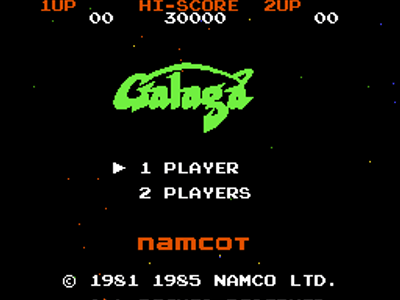 1UP HI-SCORE 2UP
00 30000 00
Galaga
► 1 PLAYER
2 PLAYERS
namcot
© 1981 1985 NAMCO LTD.